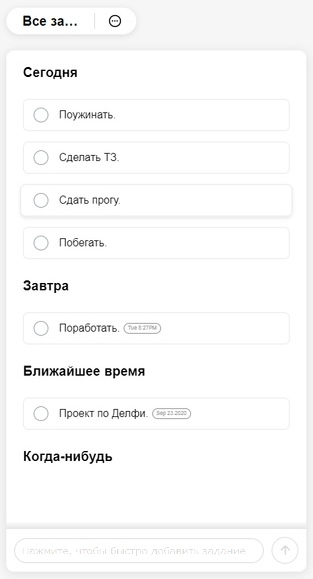 Все за...
Сегодня
Поужинать.
Сделать ТЗ.
Сдать прогу.
Побегать.
Завтра
Поработать. Tue 5:27PM
Ближайшее время
Проект по Делфи. Sep 23 2020
Когда-нибудь
Нажмите, чтобы быстро добавить задание